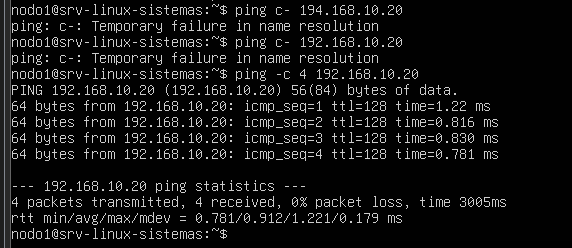 nodo1@srv-linux-sistemas:~$ ping c- 194.168.10.20
ping: c-: Temporary failure in name resolution
nodo1@srv-linux-sistemas:~$ ping c- 192.168.10.20
ping: c-: Temporary failure in name resolution
nodo1@srv-linux-sistemas:~$ ping -c 4 192.168.10.20
PING 192.168.10.20 (192.168.10.20) 56(84) bytes of data.
64 bytes from 192.168.10.20: icmp_seq=1 ttl=128 time=1.22 ms
64 bytes from 192.168.10.20: icmp_seq=2 ttl=128 time=0.816 ms
64 bytes from 192.168.10.20: icmp_seq=3 ttl=128 time=0.830 ms
64 bytes from 192.168.10.20: icmp_seq=4 ttl=128 time=0.781 ms
--- 192.168.10.20 ping statistics ---
4 packets transmitted, 4 received, 0% packet loss, time 3005ms
rtt min/avg/max/mdev = 0.781/0.912/1.221/0.179 ms
nodo1@srv-linux-sistemas:~$